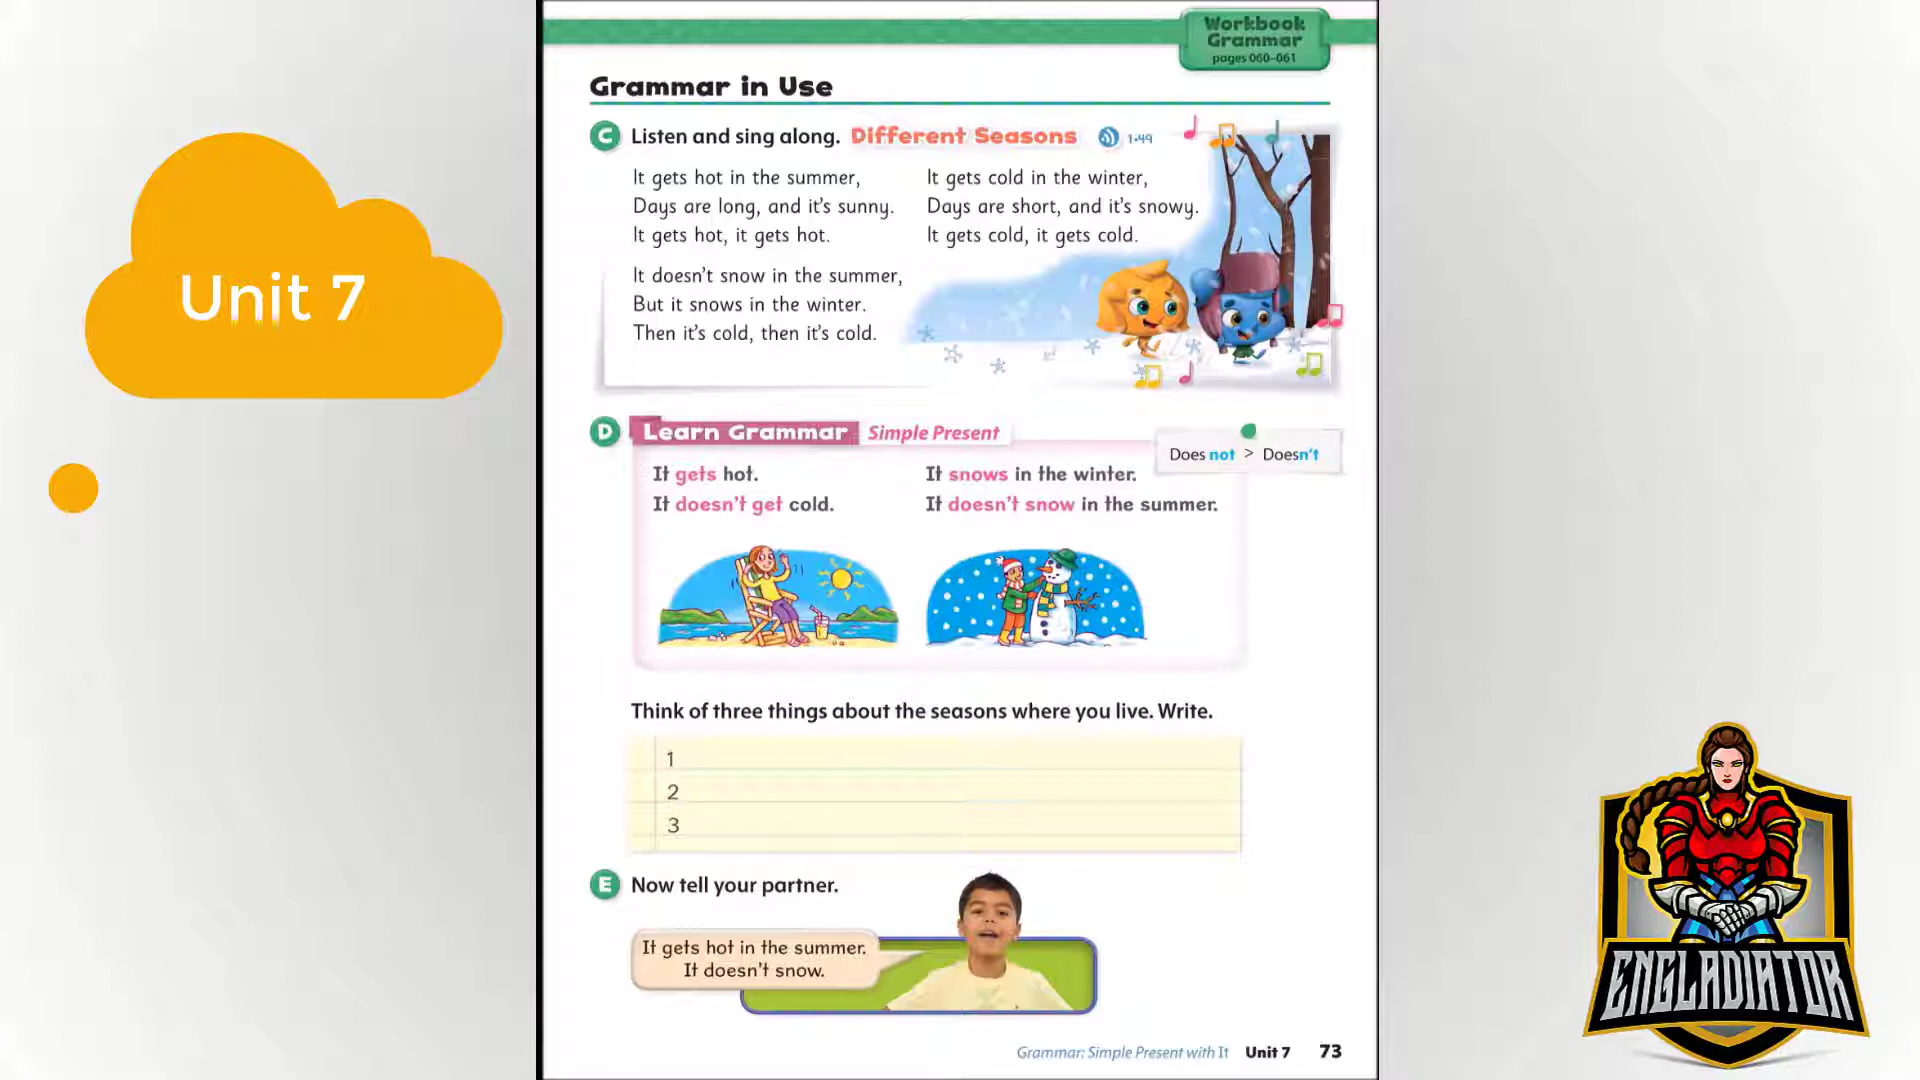 Unit 7
Workbook
Grammar
pages 060-061
Grammar in Use
C Listen and sing along. Different Seasons 1·49
It gets hot in the summer,
Days are long, and it's sunny.
It gets hot, it gets hot.
It gets cold in the winter,
Days are short, and it's snowy.
It gets cold, it gets cold.
It doesn't snow in the summer,
But it snows in the winter.
Then it's cold, then it's cold.
D Learn Grammar Simple Present
Does not > Doesn't
It gets hot.
It doesn't get cold.
It snows in the winter.
It doesn't snow in the summer.
Think of three things about the seasons where you live. Write.
1
2
3
E Now tell your partner.
It gets hot in the summer.
It doesn't snow.
Grammar: Simple Present with It Unit 7 73
ENGLADIATOR